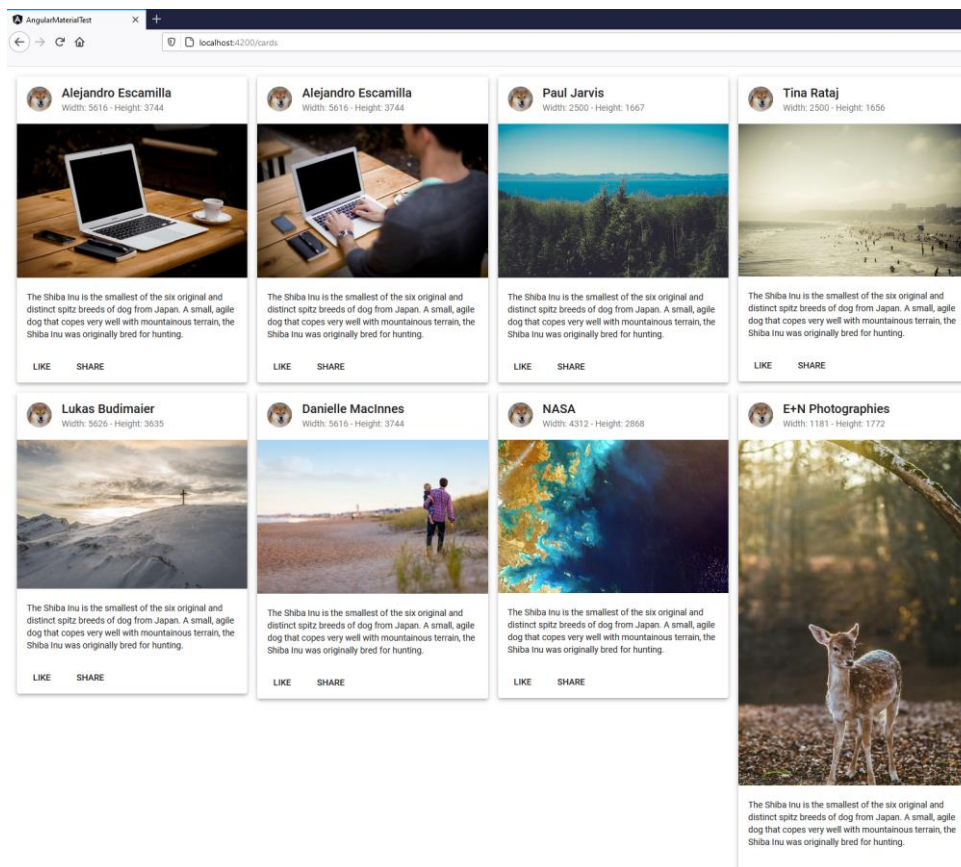 AngularMaterialTest
localhost:4200/cards
Alejandro Escamilla
Width: 5616 - Height: 3744
The Shiba Inu is the smallest of the six original and
distinct spitz breeds of dog from Japan. A small, agile
dog that copes very well with mountainous terrain, the
Shiba Inu was originally bred for hunting.
LIKE SHARE
Alejandro Escamilla
Width: 5616 - Height: 3744
The Shiba Inu is the smallest of the six original and
distinct spitz breeds of dog from Japan. A small, agile
dog that copes very well with mountainous terrain, the
Shiba Inu was originally bred for hunting.
LIKE SHARE
Paul Jarvis
Width: 2500 - Height: 1667
The Shiba Inu is the smallest of the six original and
distinct spitz breeds of dog from Japan. A small, agile
dog that copes very well with mountainous terrain, the
Shiba Inu was originally bred for hunting.
LIKE SHARE
Tina Rataj
Width: 2500 - Height: 1656
The Shiba Inu is the smallest of the six original and
distinct spitz breeds of dog from Japan. A small, agile
dog that copes very well with mountainous terrain, the
Shiba Inu was originally bred for hunting.
LIKE SHARE
Lukas Budimaier
Width: 5626 - Height: 3635
The Shiba Inu is the smallest of the six original and
distinct spitz breeds of dog from Japan. A small, agile
dog that copes very well with mountainous terrain, the
Shiba Inu was originally bred for hunting.
LIKE SHARE
Danielle MacInnes
Width: 5616 - Height: 3744
The Shiba Inu is the smallest of the six original and
distinct spitz breeds of dog from Japan. A small, agile
dog that copes very well with mountainous terrain, the
Shiba Inu was originally bred for hunting.
LIKE SHARE
NASA
Width: 4312 - Height: 2868
The Shiba Inu is the smallest of the six original and
distinct spitz breeds of dog from Japan. A small, agile
dog that copes very well with mountainous terrain, the
Shiba Inu was originally bred for hunting.
LIKE SHARE
E+N Photographies
Width: 1181 - Height: 1772
The Shiba Inu is the smallest of the six original and
distinct spitz breeds of dog from Japan. A small, agile
dog that copes very well with mountainous terrain, the
Shiba Inu was originally bred for hunting.